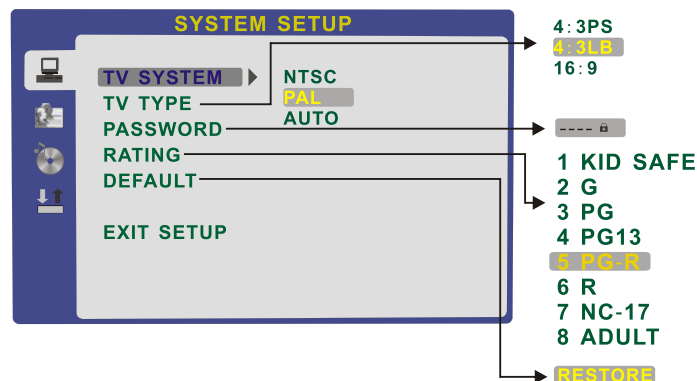 SYSTEM SETUP
TV SYSTEM
TV TYPE
PASSWORD
RATING
DEFAULT
EXIT SETUP
NTSC
PAL
AUTO
4:3PS
4:3LB
16:9
----
1 KID SAFE
2 G
3 PG
4 PG13
5 PG-R
6 R
7 NC-17
8 ADULT
RESTORE